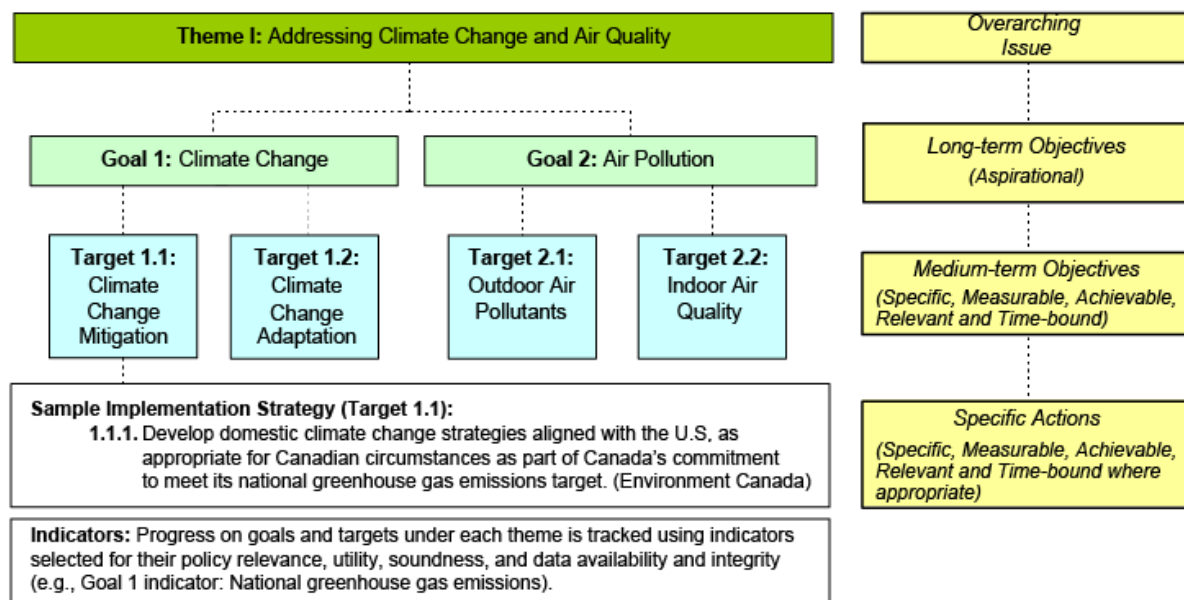 Theme I: Addressing Climate Change and Air Quality
Goal 1: Climate Change
Goal 2: Air Pollution
Target 1.1:
Climate
Change
Mitigation
Target 1.2:
Climate
Change
Adaptation
Target 2.1:
Outdoor Air
Pollutants
Target 2.2:
Indoor Air
Quality
Sample Implementation Strategy (Target 1.1):
1.1.1. Develop domestic climate change strategies aligned with the U.S, as
appropriate for Canadian circumstances as part of Canada's commitment
to meet its national greenhouse gas emissions target. (Environment Canada)
Indicators: Progress on goals and targets under each theme is tracked using indicators
selected for their policy relevance, utility, soundness, and data availability and integrity
(e.g., Goal 1 indicator: National greenhouse gas emissions).
Overarching
Issue
Long-term Objectives
(Aspirational)
Medium-term Objectives
(Specific, Measurable, Achievable,
Relevant and Time-bound)
Specific Actions
(Specific, Measurable, Achievable,
Relevant and Time-bound where
appropriate)